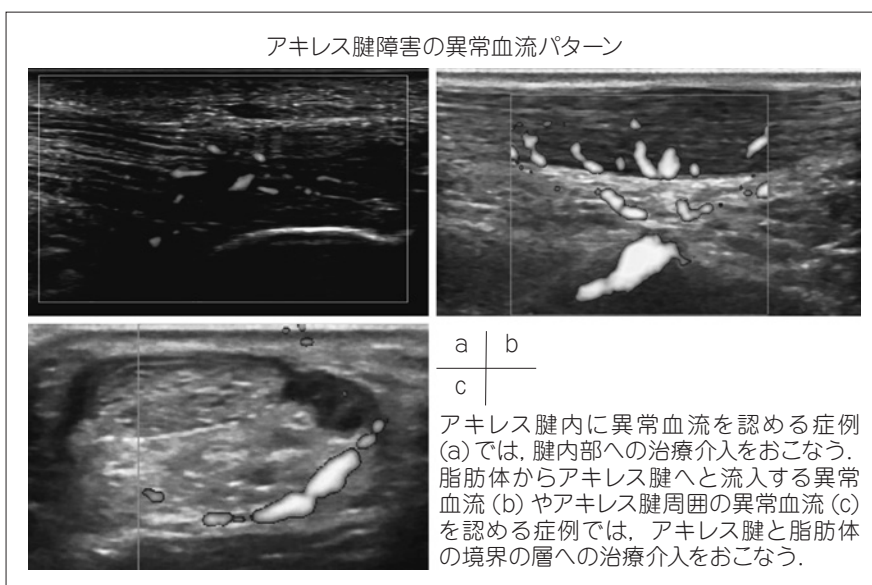 アキレス腱障害の異常血流パターン
a b
c
アキレス腱内に異常血流を認める症例
(a)では，腱内部への治療介入をおこなう．
脂肪体からアキレス腱へと流入する異常
血流(b)やアキレス腱周囲の異常血流(c)
を認める症例では，アキレス腱と脂肪体
の境界の層への治療介入をおこなう．